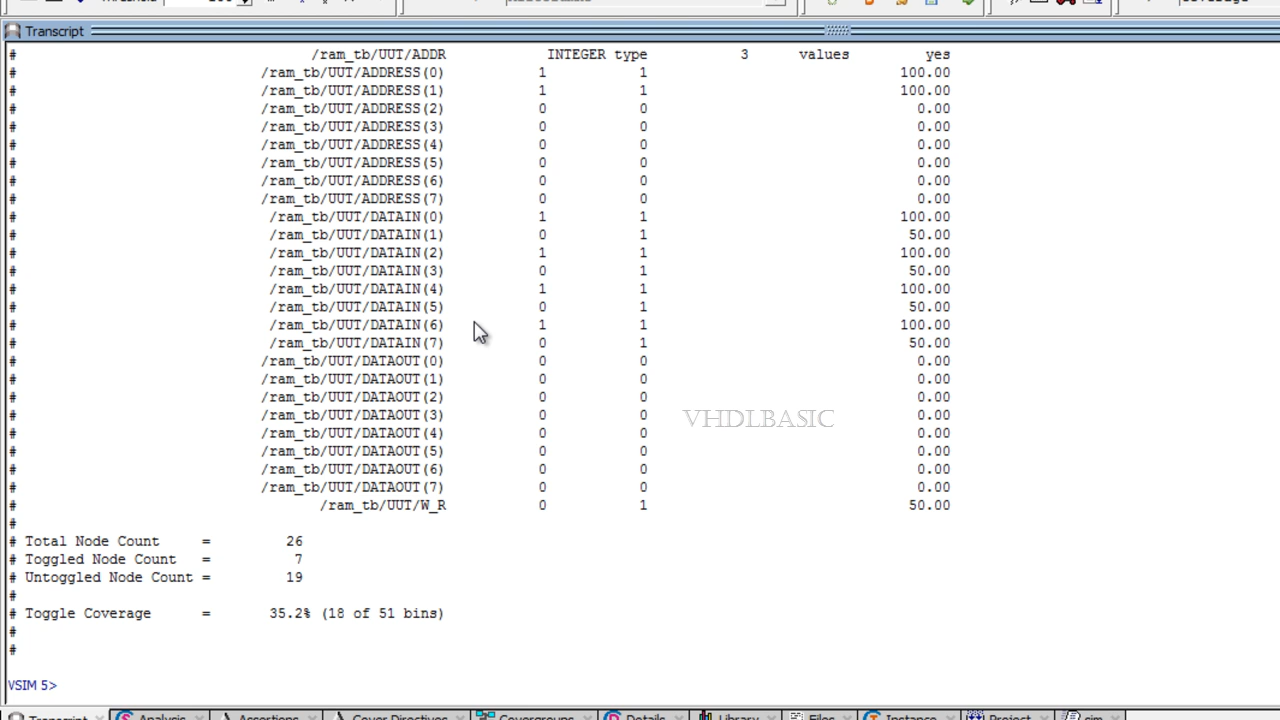 Transcript
# /ram_tb/UUT/ADDR INTEGER type 3 values yes
# /ram_tb/UUT/ADDRESS(0) 1 1 100.00
# /ram_tb/UUT/ADDRESS(1) 1 1 100.00
# /ram_tb/UUT/ADDRESS(2) 0 0 0.00
# /ram_tb/UUT/ADDRESS(3) 0 0 0.00
# /ram_tb/UUT/ADDRESS(4) 0 0 0.00
# /ram_tb/UUT/ADDRESS(5) 0 0 0.00
# /ram_tb/UUT/ADDRESS(6) 0 0 0.00
# /ram_tb/UUT/ADDRESS(7) 0 0 0.00
# /ram_tb/UUT/DATAIN(0) 1 1 100.00
# /ram_tb/UUT/DATAIN(1) 0 1 50.00
# /ram_tb/UUT/DATAIN(2) 1 1 100.00
# /ram_tb/UUT/DATAIN(3) 0 1 50.00
# /ram_tb/UUT/DATAIN(4) 1 1 100.00
# /ram_tb/UUT/DATAIN(5) 0 1 50.00
# /ram_tb/UUT/DATAIN(6) 1 1 100.00
# /ram_tb/UUT/DATAIN(7) 0 1 50.00
# /ram_tb/UUT/DATAOUT(0) 0 0 0.00
# /ram_tb/UUT/DATAOUT(1) 0 0 0.00
# /ram_tb/UUT/DATAOUT(2) 0 0 0.00
# /ram_tb/UUT/DATAOUT(3) 0 0 0.00
VHDLBASIC
# /ram_tb/UUT/DATAOUT(4) 0 0 0.00
# /ram_tb/UUT/DATAOUT(5) 0 0 0.00
# /ram_tb/UUT/DATAOUT(6) 0 0 0.00
# /ram_tb/UUT/DATAOUT(7) 0 0 0.00
# /ram_tb/UUT/W_R 0 1 50.00
#
# Total Node Count = 26
# Toggled Node Count = 7
# Untoggled Node Count = 19
#
# Toggle Coverage = 35.2% (18 of 51 bins)
#
#
VSIM 5>
Transcript Analysis Assertions Cover Directives Covergroups Details Library Files Instance Project sim